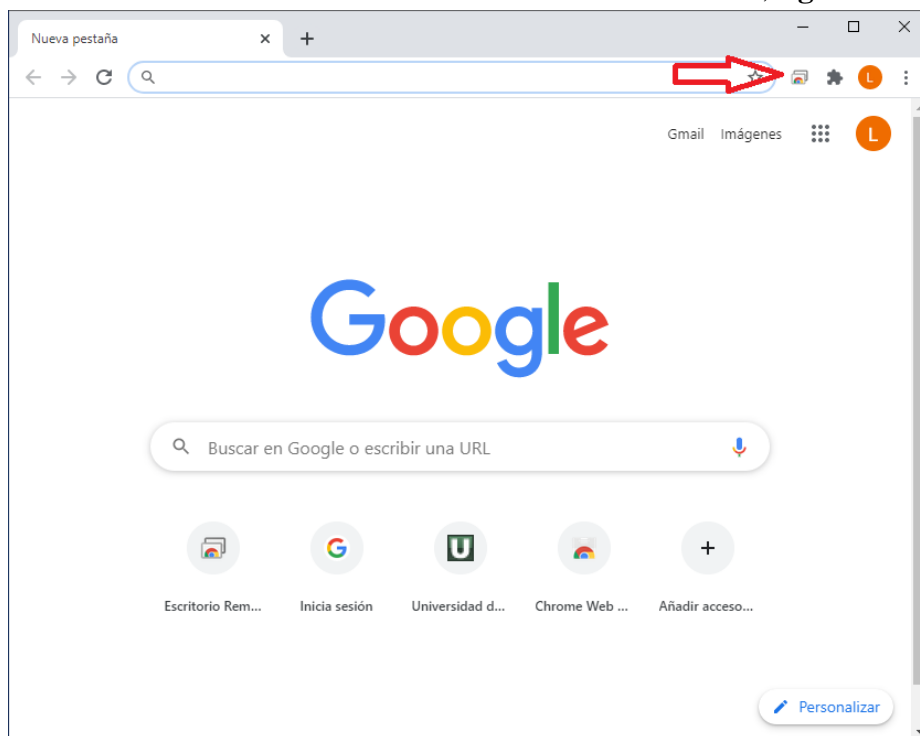 Nueva pestaña
L
Gmail Imágenes L
Google
Buscar en Google o escribir una URL
G U
Escritorio Rem... Inicia sesión Universidad d... Chrome Web ... Añadir acceso...
Personalizar